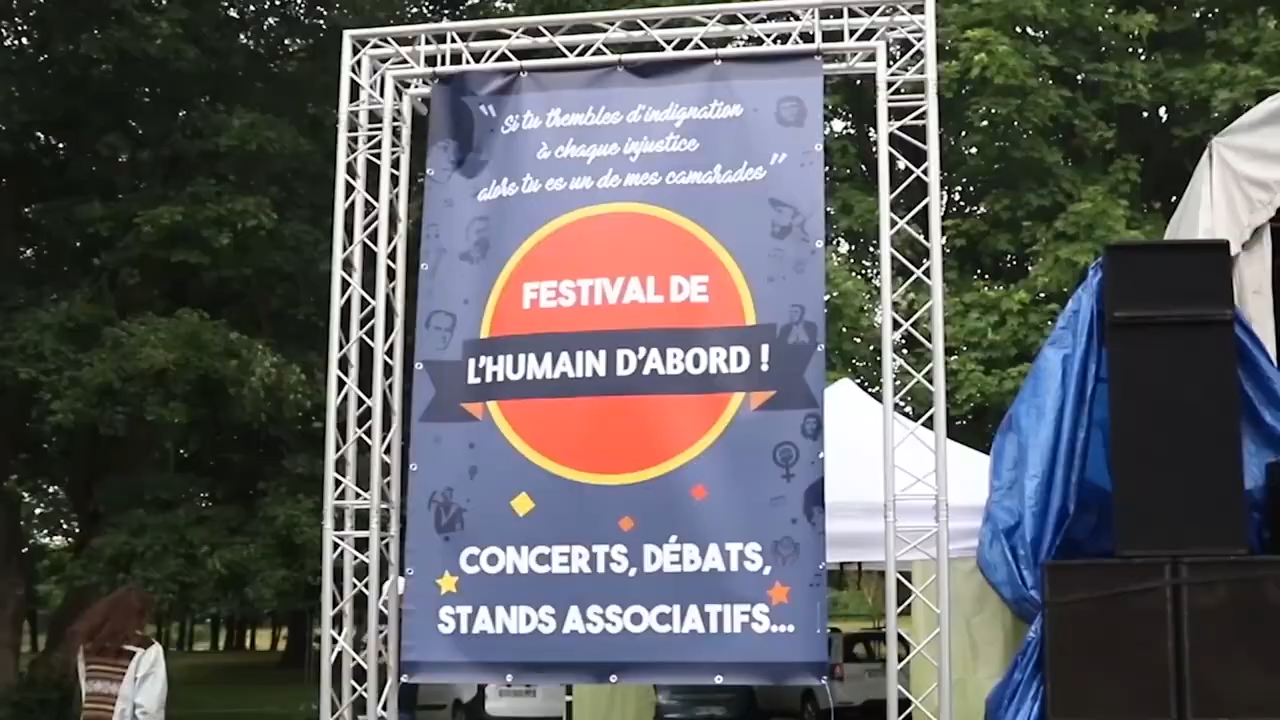 " Si tu trembles d'indignation
à chaque injustice
alors tu es un de mes camarades "
FESTIVAL DE
L'HUMAIN D'ABORD !
CONCERTS, DÉBATS,
STANDS ASSOCIATIFS...